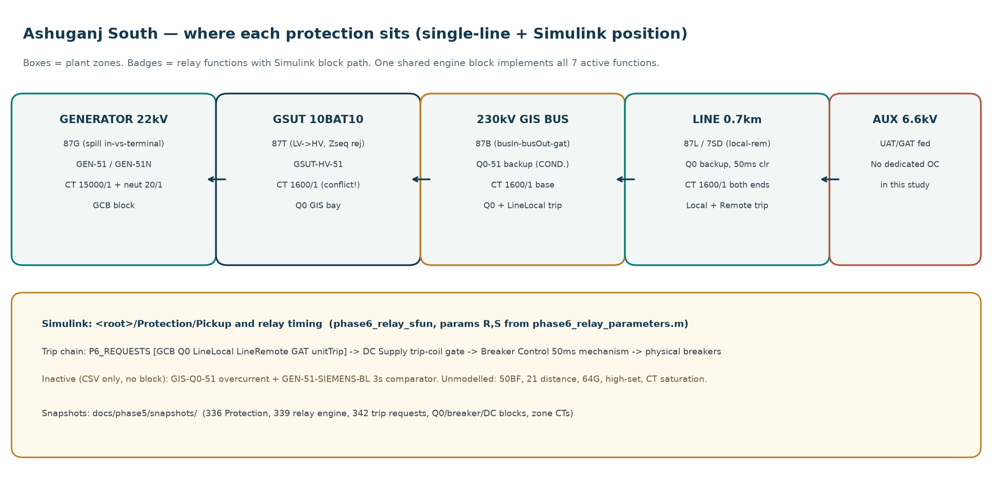 Ashuganj South — where each protection sits (single-line + Simulink position)
Boxes = plant zones. Badges = relay functions with Simulink block path. One shared engine block implements all 7 active functions.
GENERATOR 22kV
87G (spill in-vs-terminal)
GEN-51 / GEN-51N
CT 15000/1 + neut 20/1
GCB block
GSUT 10BAT10
87T (LV->HV, Zseq rej)
GSUT-HV-51
CT 1600/1 (conflict!)
Q0 GIS bay
230kV GIS BUS
87B (busIn-busOut-gat)
Q0-51 backup (COND.)
CT 1600/1 base
Q0 + LineLocal trip
LINE 0.7km
87L / 7SD (local-rem)
Q0 backup, 50ms clr
CT 1600/1 both ends
Local + Remote trip
AUX 6.6kV
UAT/GAT fed
No dedicated OC
in this study
Simulink: <root>/Protection/Pickup and relay timing  (phase6_relay_sfun, params R,S from phase6_relay_parameters.m)
Trip chain: P6_REQUESTS [GCB Q0 LineLocal LineRemote GAT unitTrip] -> DC Supply trip-coil gate -> Breaker Control 50ms mechanism -> physical breakers
Inactive (CSV only, no block): GIS-Q0-51 overcurrent + GEN-51-SIEMENS-BL 3s comparator. Unmodelled: 50BF, 21 distance, 64G, high-set, CT saturation.
Snapshots: docs/phase5/snapshots/  (336 Protection, 339 relay engine, 342 trip requests, Q0/breaker/DC blocks, zone CTs)